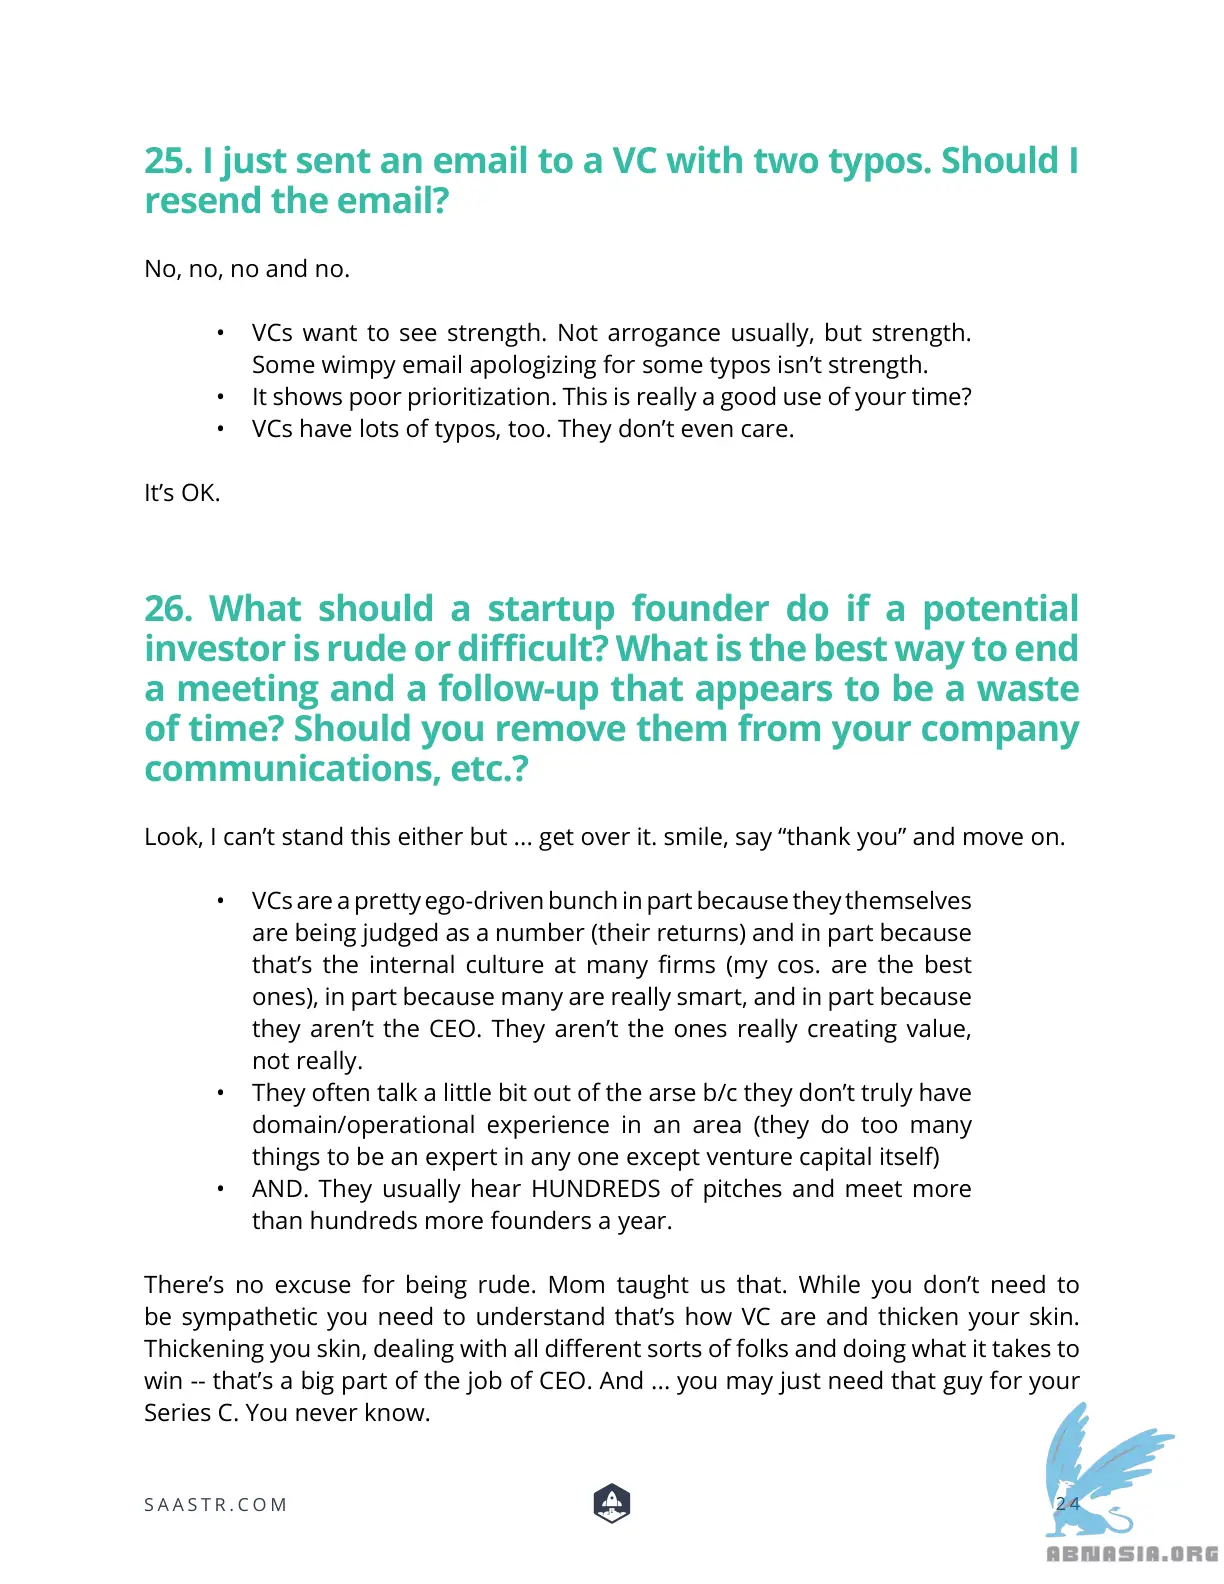 25. I just sent an email to a VC with two typos. Should I
resend the email?
No, no, no and no.
• VCs want to see strength. Not arrogance usually, but strength.
Some wimpy email apologizing for some typos isn’t strength.
• It shows poor prioritization. This is really a good use of your time?
• VCs have lots of typos, too. They don’t even care.
It’s OK.
26. What should a startup founder do if a potential
investor is rude or difficult? What is the best way to end
a meeting and a follow-up that appears to be a waste
of time? Should you remove them from your company
communications, etc.?
Look, I can’t stand this either but ... get over it. smile, say “thank you” and move on.
• VCs are a pretty ego-driven bunch in part because they themselves
are being judged as a number (their returns) and in part because
that’s the internal culture at many firms (my cos. are the best
ones), in part because many are really smart, and in part because
they aren’t the CEO. They aren’t the ones really creating value,
not really.
• They often talk a little bit out of the arse b/c they don’t truly have
domain/operational experience in an area (they do too many
things to be an expert in any one except venture capital itself)
• AND. They usually hear HUNDREDS of pitches and meet more
than hundreds more founders a year.
There’s no excuse for being rude. Mom taught us that. While you don’t need to
be sympathetic you need to understand that’s how VC are and thicken your skin.
Thickening you skin, dealing with all different sorts of folks and doing what it takes to
win -- that’s a big part of the job of CEO. And ... you may just need that guy for your
Series C. You never know.
SAASTR.COM
24
ABNASIA.ORG